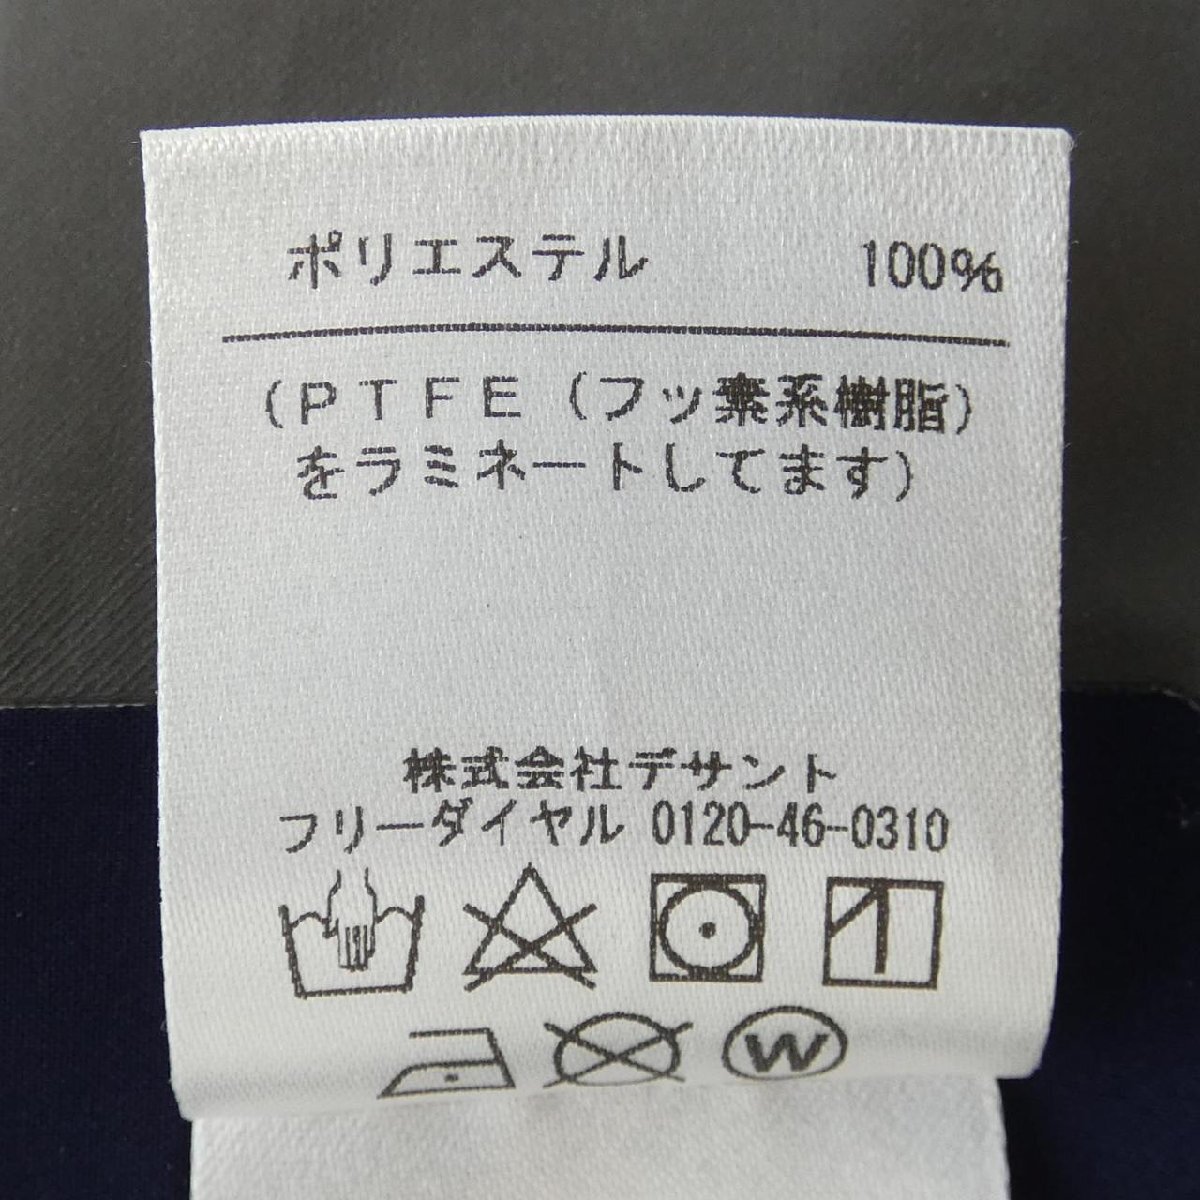 ポリエステル 100%
(PTFE(フッ素系樹脂)
をラミネートしてます)
株式会社デサント
フリーダイヤル 0120-46-0310
W